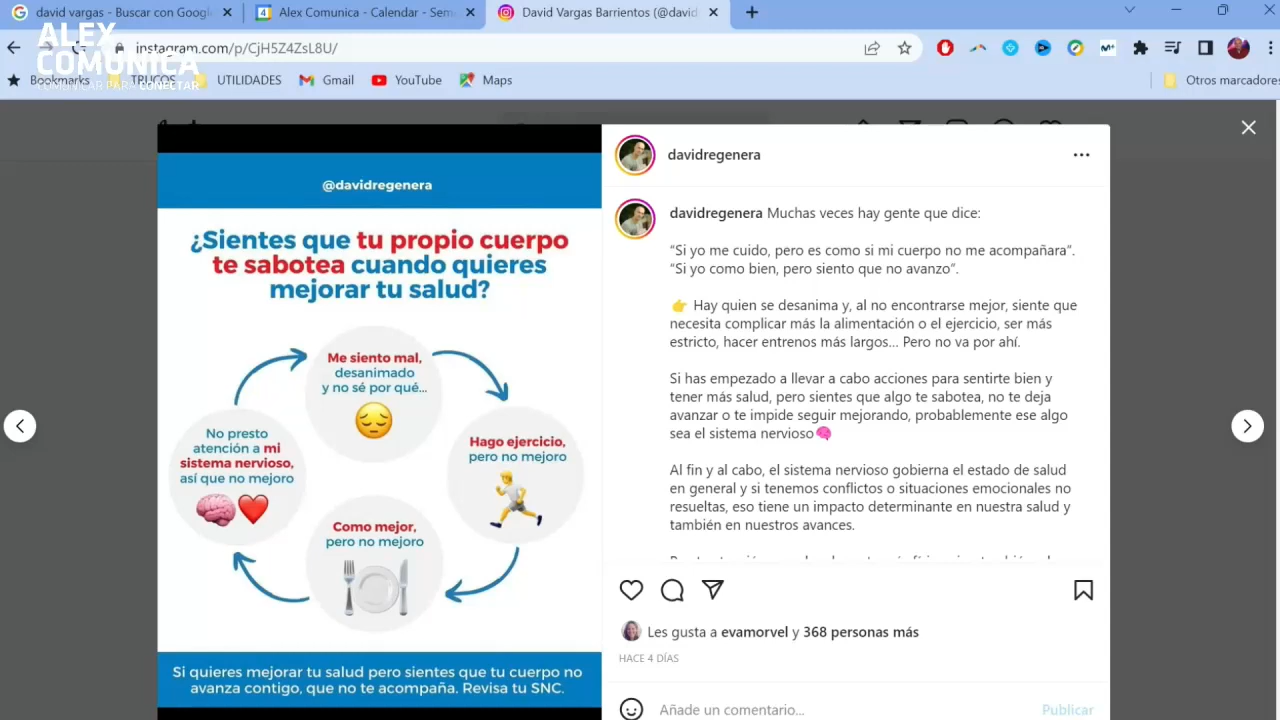 david vargas - Buscar con Google
Alex Comunica - Calendar - Sem
David Vargas Barrientos (@david
ALEX
COMUNICA
COMUNICAR PARA CONECTAR
instagram.com/p/CjH5Z4ZsL8U/
Bookmarks
TRUCOS
UTILIDADES
Gmail
YouTube
Maps
Otros marcadores
@davidregenera
¿Sientes que tu propio cuerpo
te sabotea cuando quieres
mejorar tu salud?
Me siento mal,
desanimado
y no sé por qué...
Hago ejercicio,
pero no mejoro
Como mejor,
pero no mejoro
No presto
atención a mi
sistema nervioso,
así que no mejoro
Si quieres mejorar tu salud pero sientes que tu cuerpo no
avanza contigo, que no te acompaña. Revisa tu SNC.
davidregenera
davidregenera Muchas veces hay gente que dice:
“Si yo me cuido, pero es como si mi cuerpo no me acompañara”.
“Si yo como bien, pero siento que no avanzo”.
👉 Hay quien se desanima y, al no encontrarse mejor, siente que
necesita complicar más la alimentación o el ejercicio, ser más
estricto, hacer entrenos más largos... Pero no va por ahí.
Si has empezado a llevar a cabo acciones para sentirte bien y
tener más salud, pero sientes que algo te sabotea, no te deja
avanzar o te impide seguir mejorando, probablemente ese algo
sea el sistema nervioso🧠
Al fin y al cabo, el sistema nervioso gobierna el estado de salud
en general y si tenemos conflictos o situaciones emocionales no
resueltas, eso tiene un impacto determinante en nuestra salud y
también en nuestros avances.
Les gusta a evamorvel y 368 personas más
HACE 4 DÍAS
Añade un comentario...
Publicar